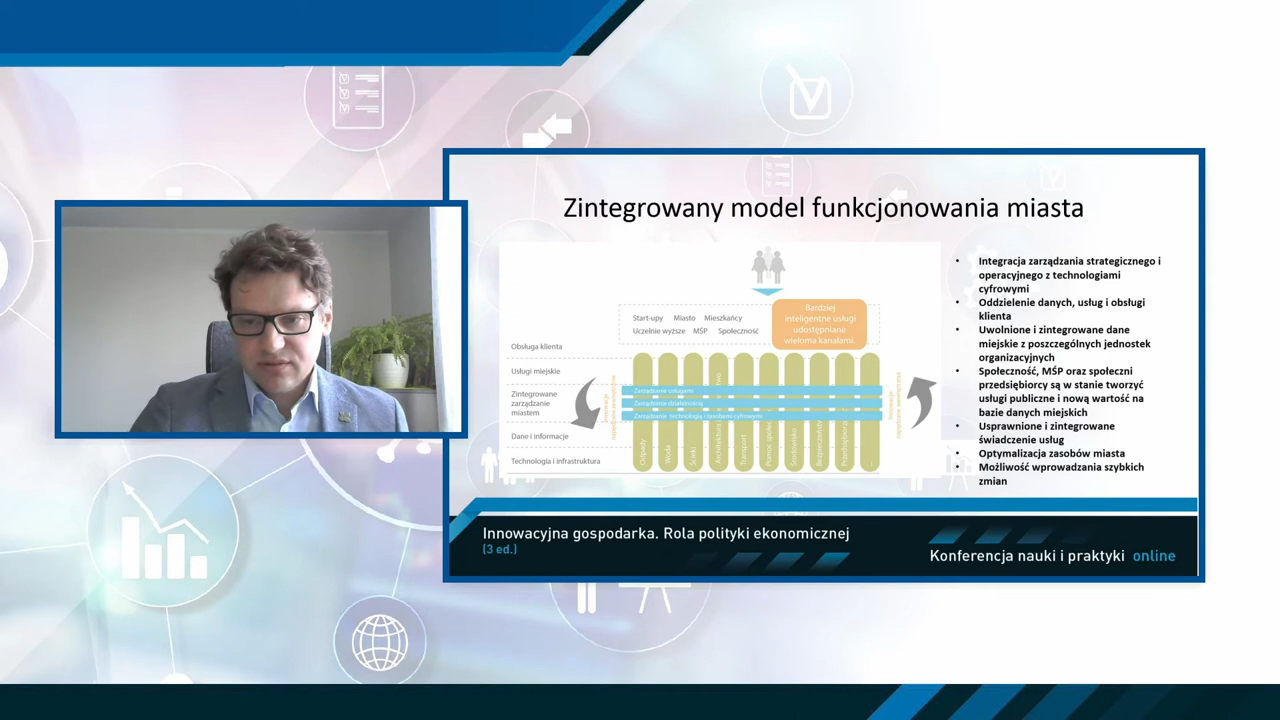 Zintegrowany model funkcjonowania miasta
Start-upy Miasto Mieszkańcy
Uczelnie wyższe MŚP Społeczność
Bardziej
inteligentne usługi
udostępniane
wieloma kanałami.
Obsługa klienta
Usługi miejskie
Zintegrowane
zarządzanie
miastem
Dane i informacje
Technologia i infrastruktura
Zarządzanie usługami
Zarządzanie działalnością
Zarządzanie technologią i zasobami cyfrowymi
Odpady
Woda
Ścieki
Architektura
Transport
Pomoc społe
Środowisko
• Integracja zarządzania strategicznego i
operacyjnego z technologiami
cyfrowymi
• Oddzielenie danych, usług i obsługi
klienta
• Uwolnione i zintegrowane dane
miejskie z poszczególnych jednostek
organizacyjnych
• Społeczność, MŚP oraz społeczni
przedsiębiorcy są w stanie tworzyć
usługi publiczne i nową wartość na
bazie danych miejskich
• Usprawnione i zintegrowane
świadczenie usług
• Optymalizacja zasobów miasta
• Możliwość wprowadzania szybkich
zmian
Innowacyjna gospodarka. Rola polityki ekonomicznej
(3 ed.)
Konferencja nauki i praktyki online